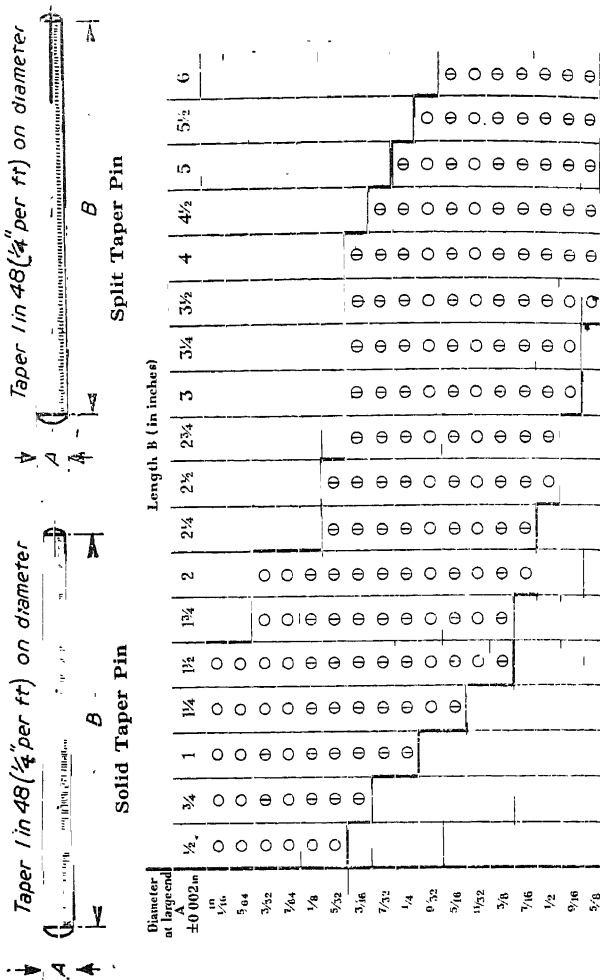 Taper 1 in 48 (¼" per ft) on diameter
A
B
Solid Taper Pin
Taper 1 in 48 (¼" per ft) on diameter
A
B
Split Taper Pin
Length B (in inches)
Diameter at large end A ±0 002in
½ ¾ 1 1¼ 1½ 1¾ 2 2¼ 2½ 2¾ 3 3¼ 3½ 4 4½ 5 5½ 6
in
1/16 ○ ○ ○ ○ ○
5 64 ○ ○ ○ ○ ○
3/32 ○ ⊖ ○ ○ ○ ○ ○
7/64 ○ ○ ○ ○ ○ ○ ○
1/8 ○ ⊖ ⊖ ⊖ ⊖ ⊖ ⊖
5/32 ○ ⊖ ⊖ ⊖ ⊖ ⊖ ⊖ ⊖ ⊖
3/16
7/32
1/4
9 32
5/16
11/32
3/8
7/16
1/2
9/16
5/8